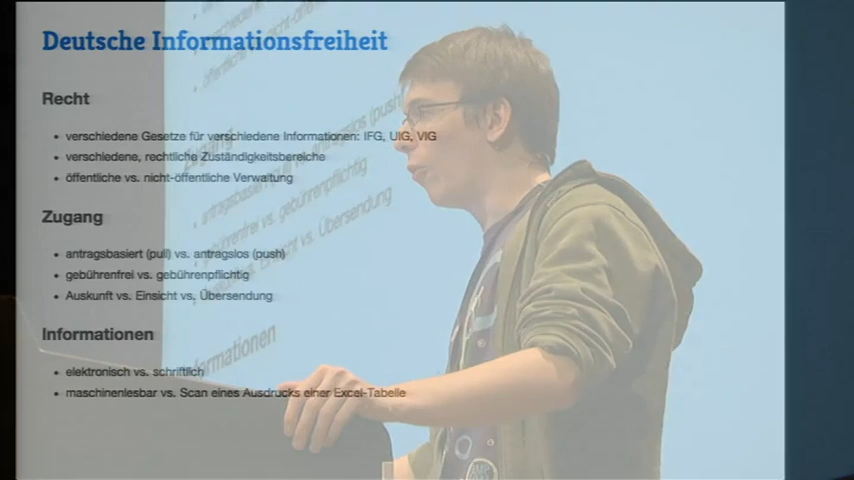 Deutsche Informationsfreiheit
Recht
• verschiedene Gesetze für verschiedene Informationen: IFG, UIG, VIG
• verschiedene, rechtliche Zuständigkeitsbereiche
• öffentliche vs. nicht-öffentliche Verwaltung
Zugang
• antragsbasiert (pull) vs. antragslos (push)
• gebührenfrei vs. gebührenpflichtig
• Auskunft vs. Einsicht vs. Übersendung
Informationen
• elektronisch vs. schriftlich
• maschinenlesbar vs. Scan eines Ausdrucks einer Excel-Tabelle